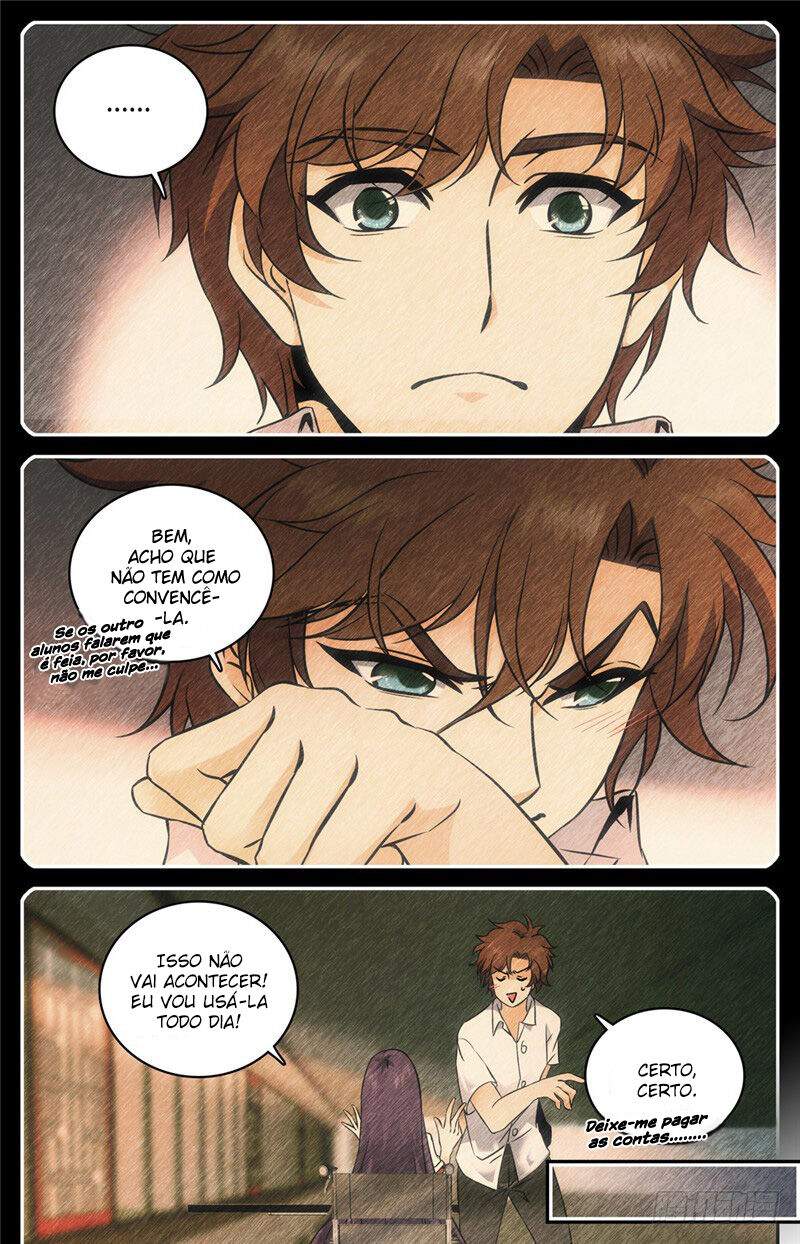 ......
BEM,
ACHO QUE
NÃO TEM COMO
CONVENCÊ-
-LA.
Se os outro
alunos falarem que
é feia, por favor,
não me culpe...
ISSO NÃO
VAI ACONTECER!
EU VOU USÁ-LA
TODO DIA!
CERTO,
CERTO.
Deixe-me pagar
as contas........